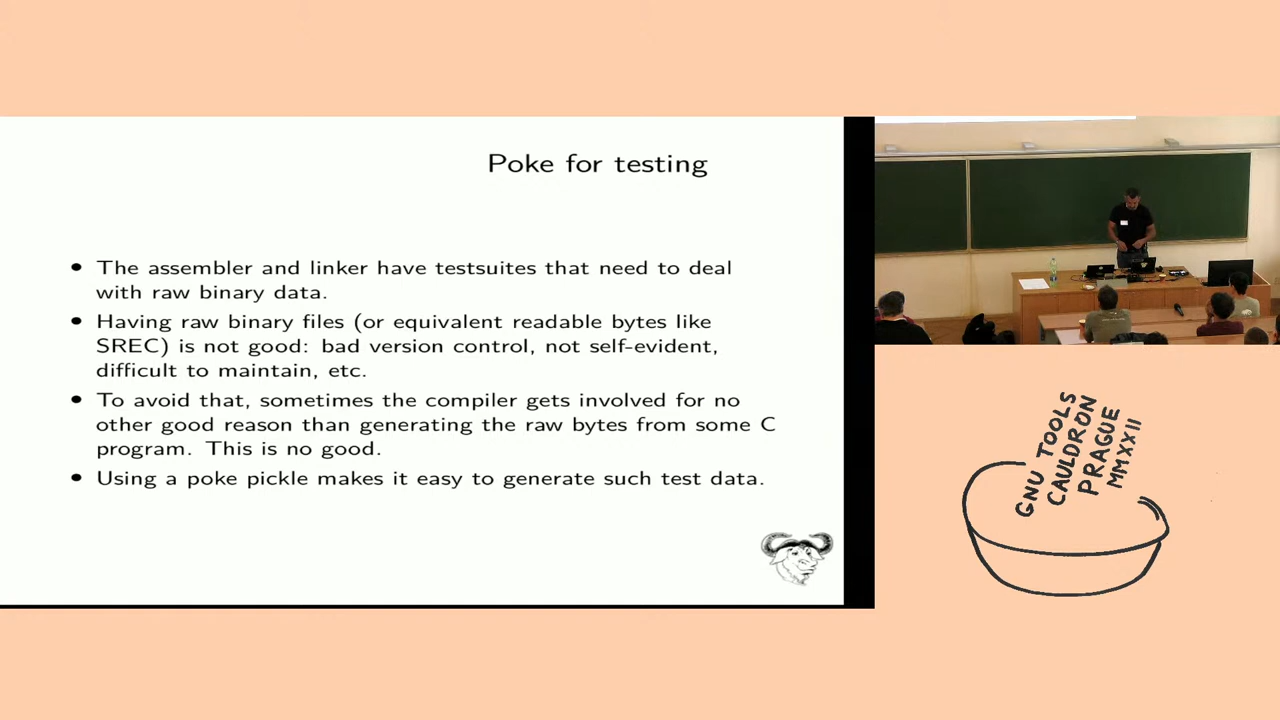 Poke for testing
• The assembler and linker have testsuites that need to deal
with raw binary data.
• Having raw binary files (or equivalent readable bytes like
SREC) is not good: bad version control, not self-evident,
difficult to maintain, etc.
• To avoid that, sometimes the compiler gets involved for no
other good reason than generating the raw bytes from some C
program. This is no good.
• Using a poke pickle makes it easy to generate such test data.
GNU TOOLS
CAULDRON
PRAGUE
MMXXII